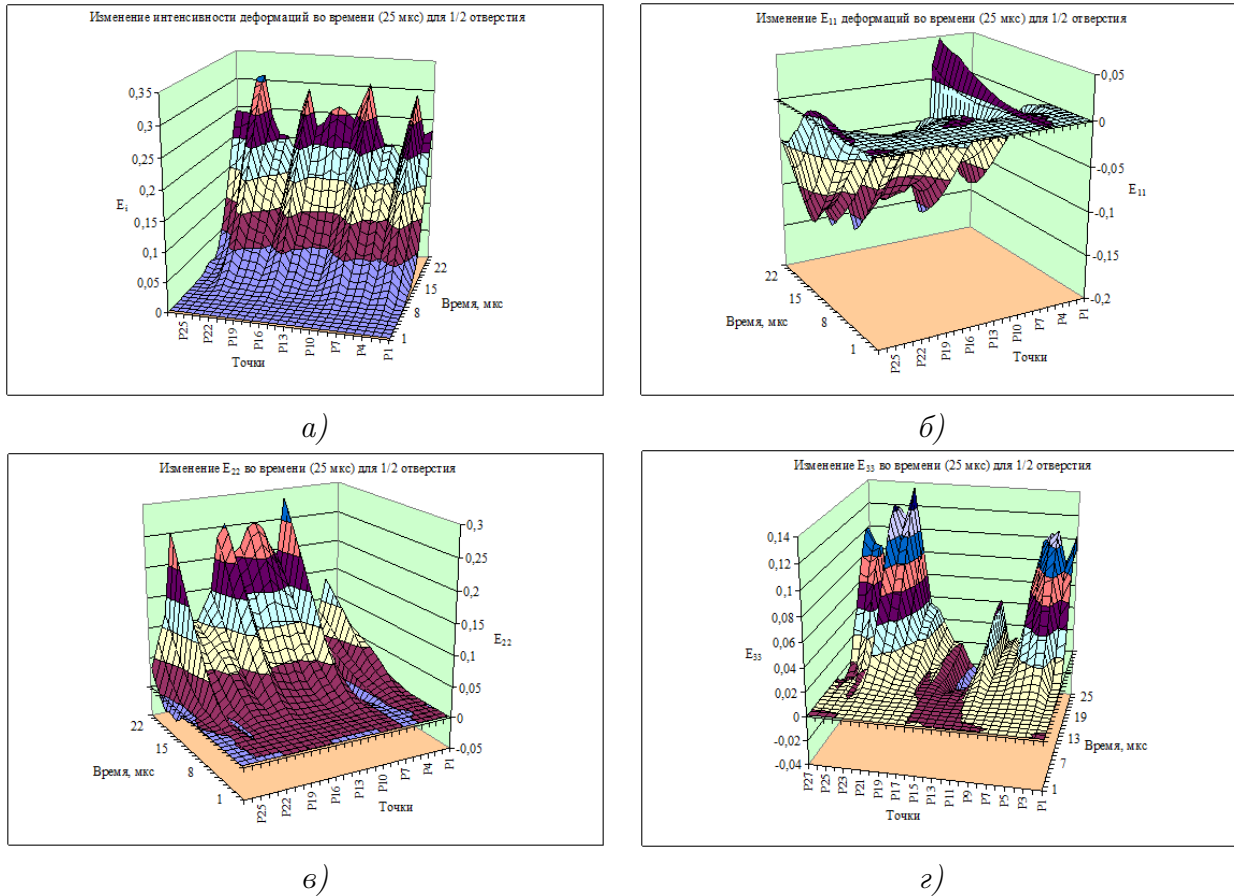 Изменение интенсивности деформаций во времени (25 мкс) для 1/2 отверстия
0,35
0,3
0,25
0,2
0,15
0,1
0,05
0
Eᵢ
P25
P22
P19
P16
P13
P10
P7
P4
P1
Точки
1
8
15
22
Время, мкс
а)
Изменение E₁₁ деформаций во времени (25 мкс) для 1/2 отверстия
0,05
0
-0,05
-0,1
-0,15
-0,2
E₁₁
22
15
8
1
Время, мкс
P25
P22
P19
P16
P13
P10
P7
P4
P1
Точки
б)
Изменение E₂₂ во времени (25 мкс) для 1/2 отверстия
0,3
0,25
0,2
0,15
0,1
0,05
0
-0,05
E₂₂
22
15
8
1
Время, мкс
P25
P22
P19
P16
P13
P10
P7
P4
P1
Точки
в)
Изменение E₃₃ во времени (25 мкс) для 1/2 отверстия
0,14
0,12
0,1
0,08
0,06
0,04
0,02
0
-0,02
-0,04
E₃₃
P27
P25
P23
P21
P19
P17
P15
P13
P11
P9
P7
P5
P3
P1
Точки
1
7
13
19
25
Время, мкс
г)